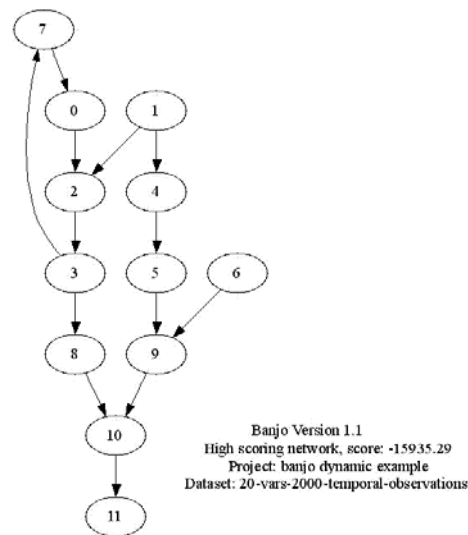 7
0 1
2 4
3 5 6
8 9
10
11
Banjo Version 1.1
High scoring network, score: -15935.29
Project: banjo dynamic example
Dataset: 20-vars-2000-temporal-observations